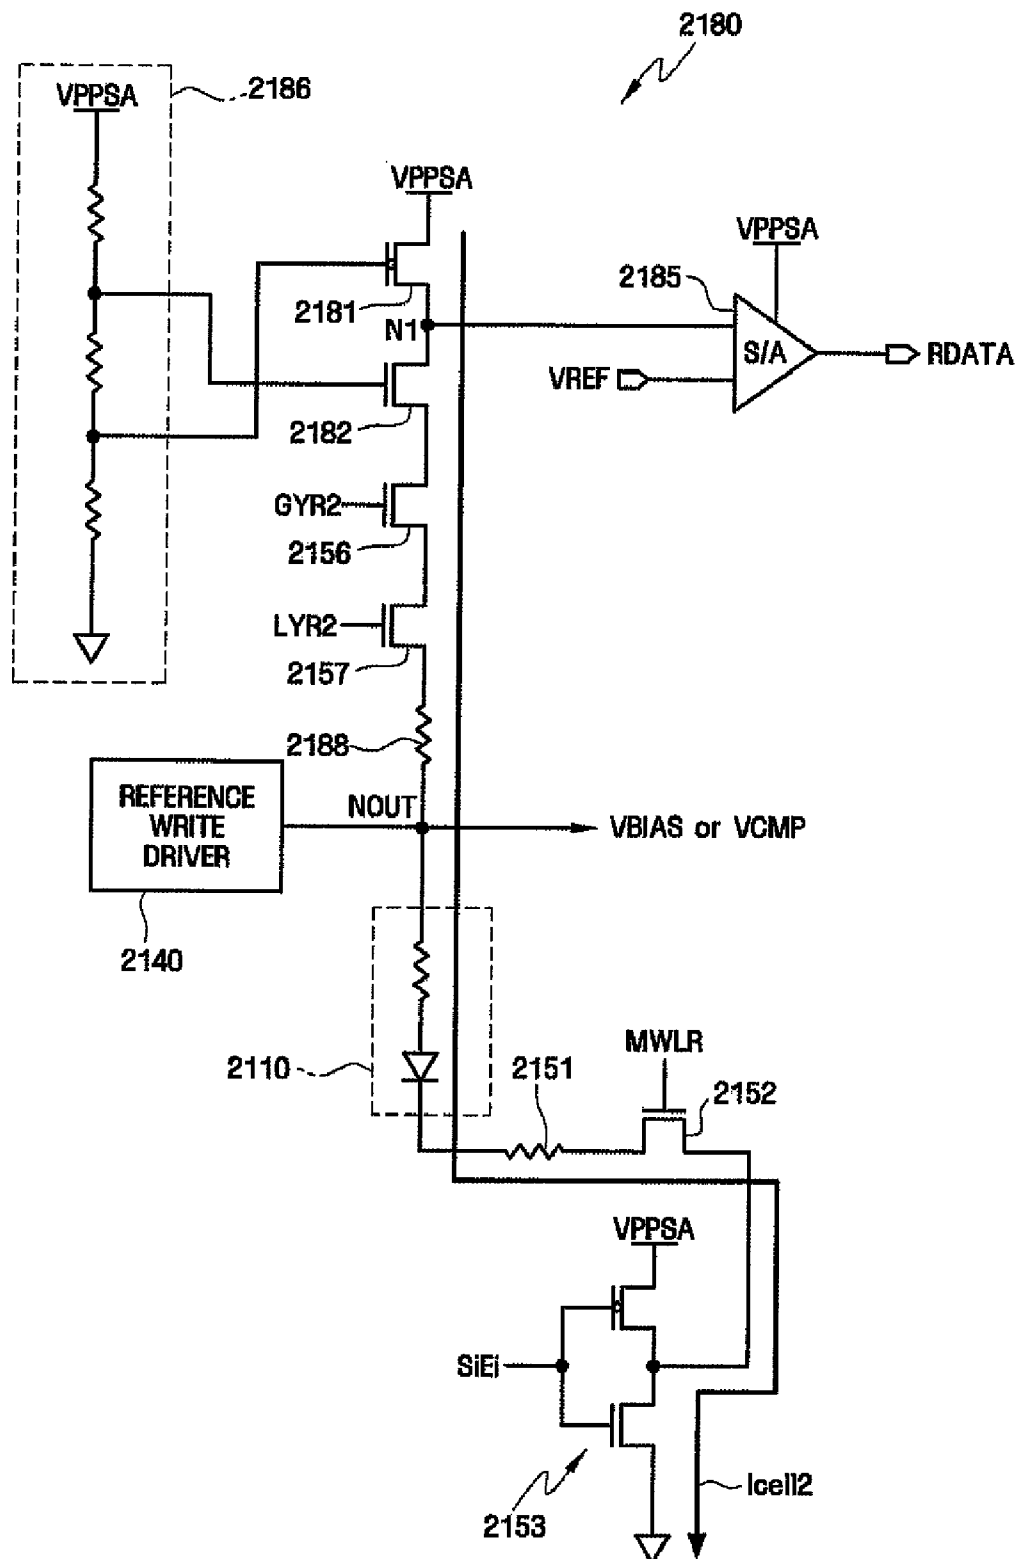 2180
VPPSA
2186
VPPSA
VPPSA
2181
2185
N1
S/A
RDATA
VREF
2182
GYR2
2156
LYR2
2157
2188
REFERENCE
WRITE
DRIVER
NOUT
VBIAS or VCMP
2140
MWLR
2110
2151
2152
VPPSA
SiEi
Icell2
2153